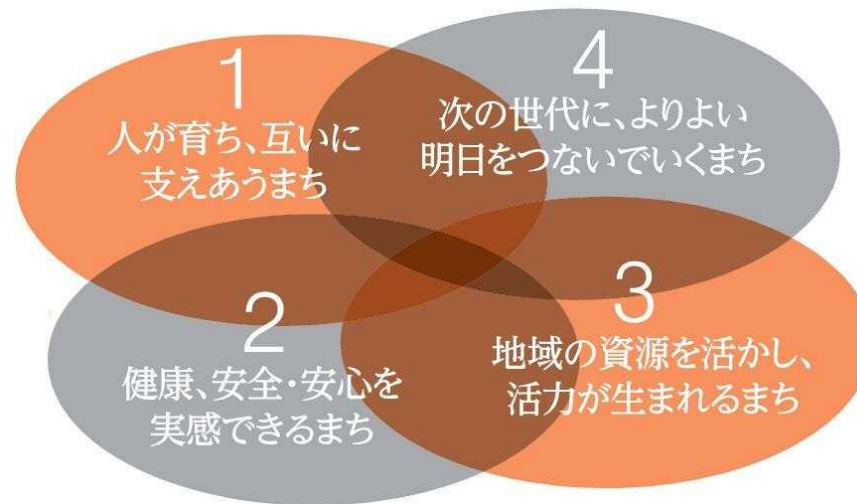 1
人が育ち、互いに
支えあうまち
4
次の世代に、よりよい
明日をつないでいくまち
2
健康、安全・安心を
実感できるまち
3
地域の資源を活かし、
活力が生まれるまち